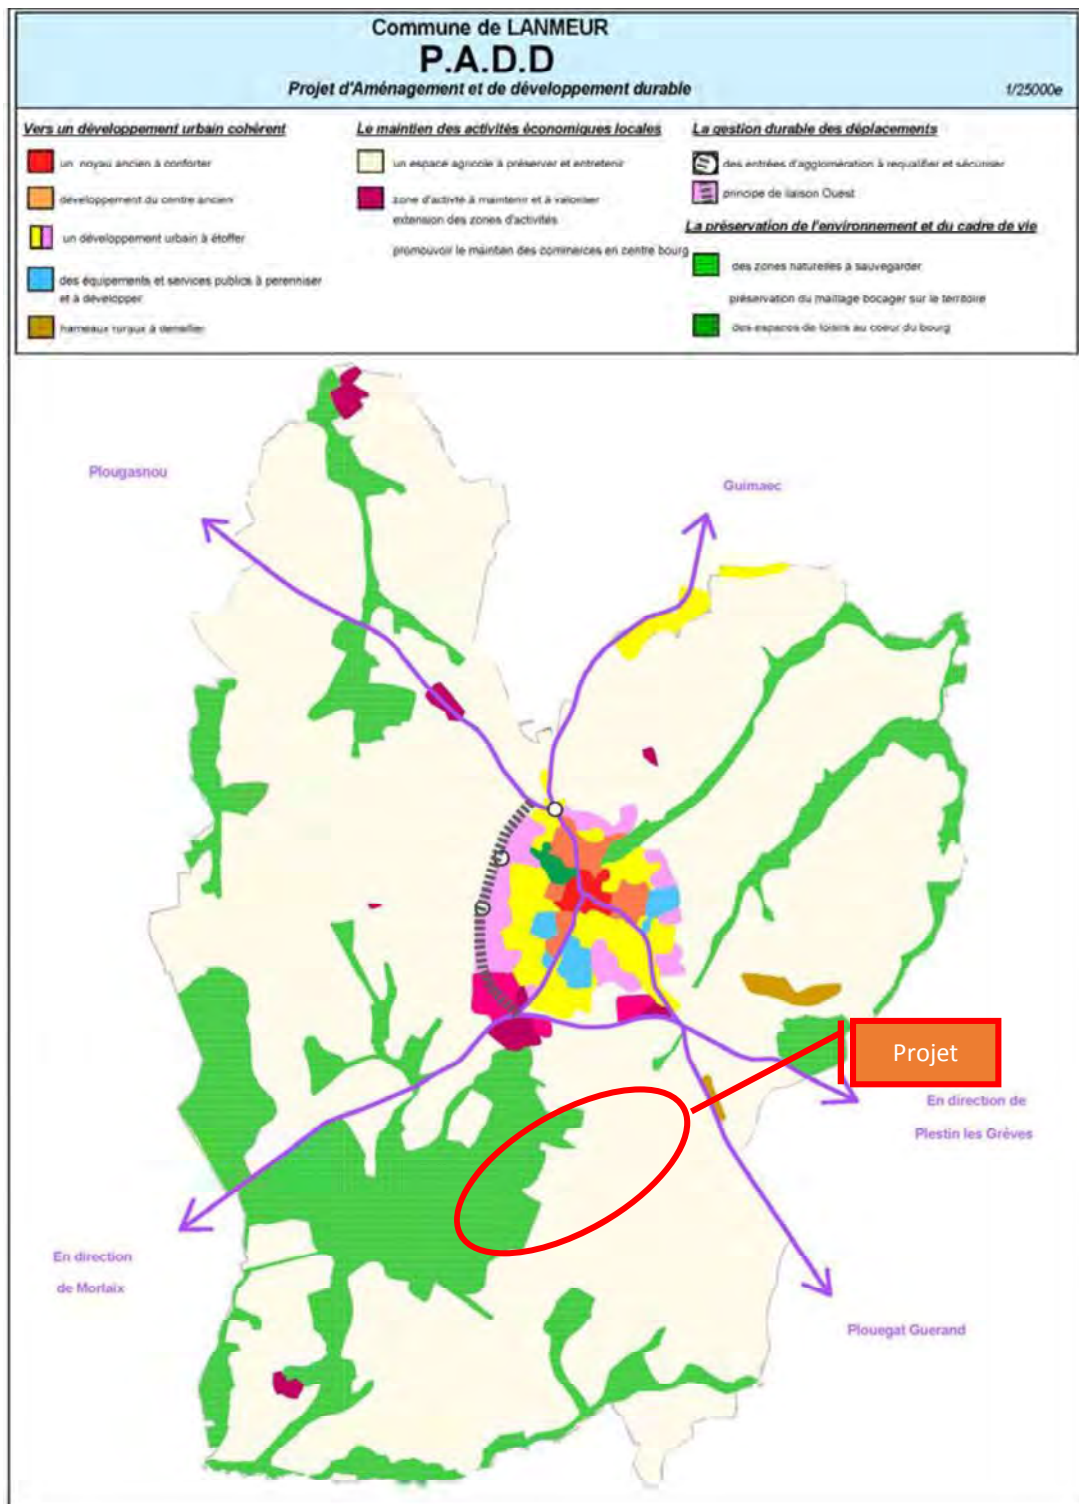 Commune de LANMEUR
P.A.D.D
Projet d'Aménagement et de développement durable
1/25000e
Vers un développement urbain cohérent
un noyau ancien à conforter
développement du centre ancien
un développement urbain à étoffer
des équipements et services publics à perenniser
et à développer
hameaux ruraux à densifier
Le maintien des activités économiques locales
un espace agricole à préserver et entretenir
zone d'activité à maintenir et à valoriser
extension des zones d'activités
promouvoir le maintien des commerces en centre bourg
La gestion durable des déplacements
des entrées d'agglomération à requalifier et sécuriser
principe de liaison Ouest
La préservation de l'environnement et du cadre de vie
des zones naturelles à sauvegarder
préservation du maillage bocager sur le territoire
des espaces de loisirs au coeur du bourg
Plougasnou
Guimaec
Projet
En direction de
Plestin les Grèves
En direction
de Morlaix
Plouegat Guerand